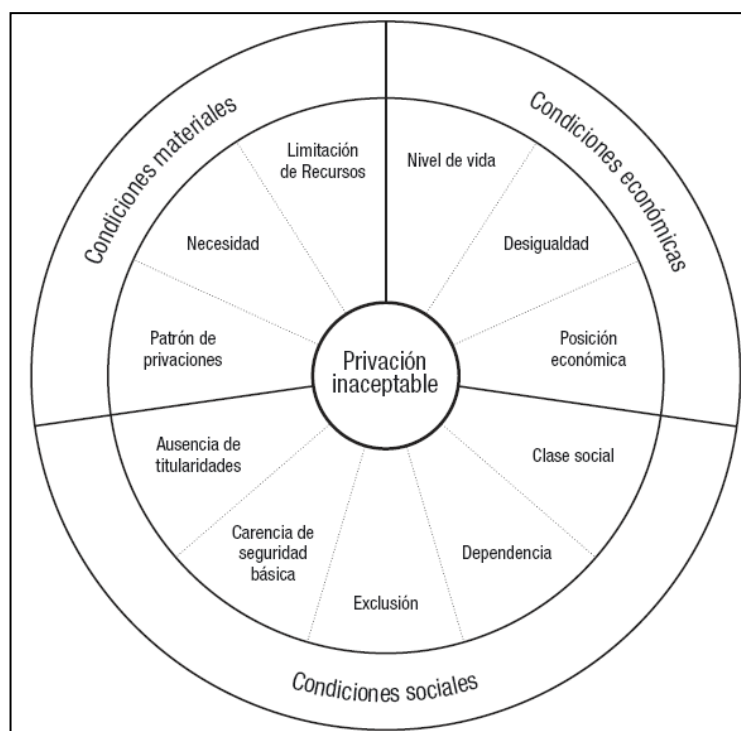 Condiciones materiales
Condiciones económicas
Limitación
de Recursos
Nivel de vida
Necesidad
Desigualdad
Patrón de
privaciones
Privación
inaceptable
Posición
económica
Ausencia de
titularidades
Clase social
Carencia de
seguridad
básica
Dependencia
Exclusión
Condiciones sociales